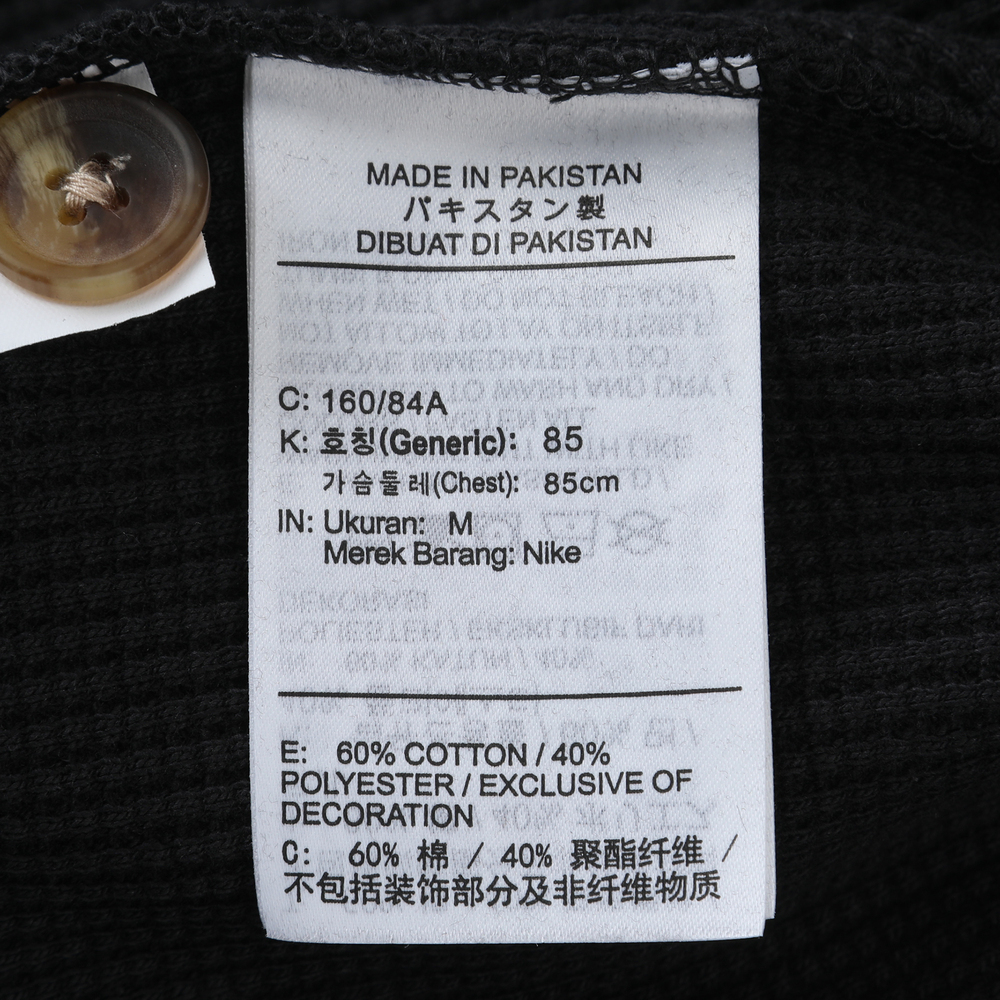 MADE IN PAKISTAN
パキスタン製
DIBUAT DI PAKISTAN
C: 160/84A
K: 호칭(Generic): 85
가슴둘레(Chest): 85cm
IN: Ukuran: M
Merek Barang: Nike
E: 60% COTTON / 40%
POLYESTER / EXCLUSIVE OF
DECORATION
C: 60% 棉 / 40% 聚酯纤维 /
不包括装饰部分及非纤维物质